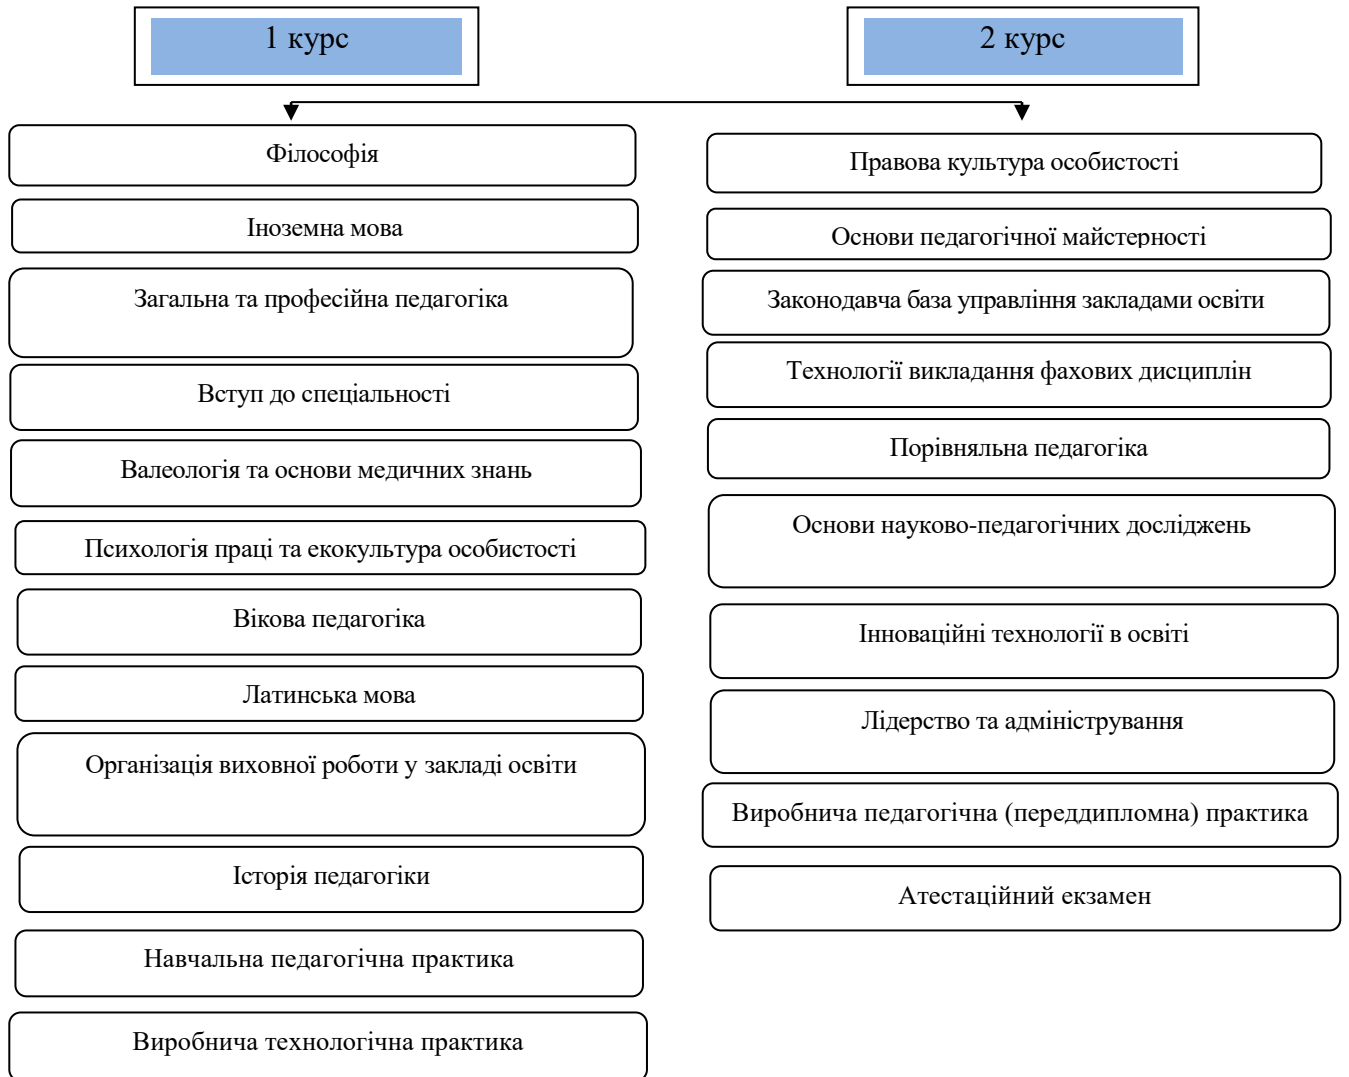 1 курс
2 курс
Філософія
Іноземна мова
Загальна та професійна педагогіка
Вступ до спеціальності
Валеологія та основи медичних знань
Психологія праці та екокультура особистості
Вікова педагогіка
Латинська мова
Організація виховної роботи у закладі освіти
Історія педагогіки
Навчальна педагогічна практика
Виробнича технологічна практика
Правова культура особистості
Основи педагогічної майстерності
Законодавча база управління закладами освіти
Технології викладання фахових дисциплін
Порівняльна педагогіка
Основи науково-педагогічних досліджень
Інноваційні технології в освіті
Лідерство та адміністрування
Виробнича педагогічна (переддипломна) практика
Атестаційний екзамен